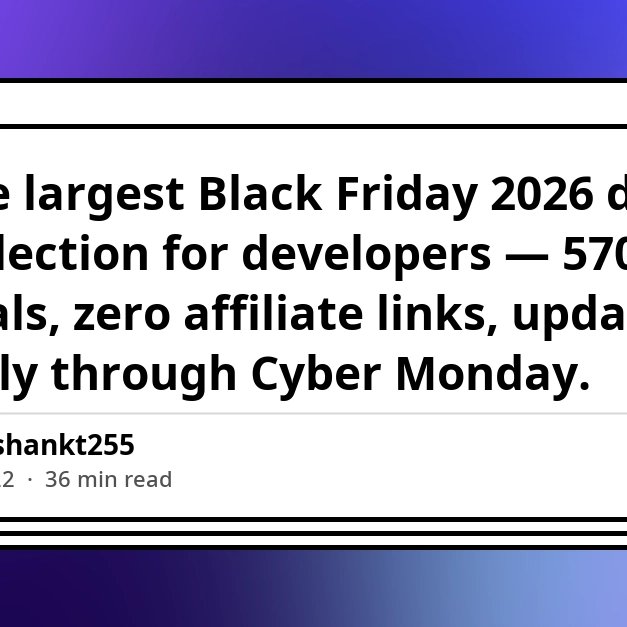 e largest Black Friday 2026 d
lection for developers — 570
als, zero affiliate links, upda
ly through Cyber Monday.
shankt255
2 · 36 min read